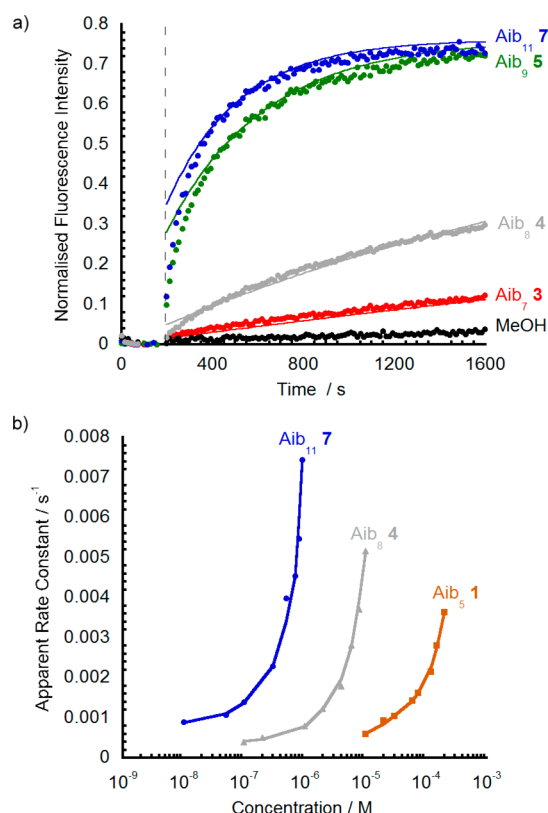 a)
Normalised Fluorescence Intensity
0.8
0.7
0.6
0.5
0.4
0.3
0.2
0.1
0
0
400
800
1200
1600
Time / s
Aib₁₁ 7
Aib₉ 5
Aib₈ 4
Aib₇ 3
MeOH
b)
Apparent Rate Constant / s⁻¹
0.008
0.007
0.006
0.005
0.004
0.003
0.002
0.001
0
Aib₁₁ 7
Aib₈ 4
Aib₅ 1
10⁻⁹ 10⁻⁸ 10⁻⁷ 10⁻⁶ 10⁻⁵ 10⁻⁴ 10⁻³
Concentration / M